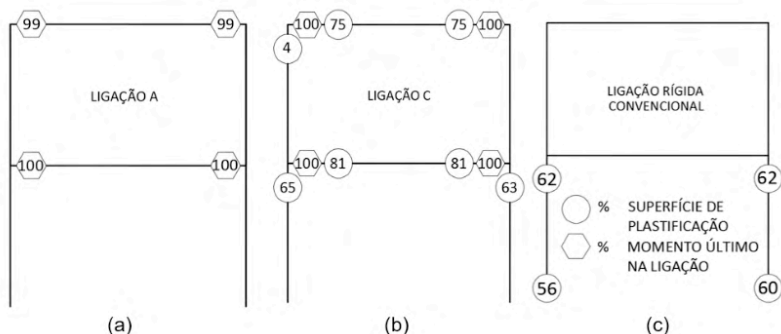 99 99
LIGAÇÃO A
100 100
(a)
100 75 75 100
4
LIGAÇÃO C
100 81 81 100
65 63
(b)
LIGAÇÃO RÍGIDA
CONVENCIONAL
62 62
% SUPERFÍCIE DE
PLASTIFICAÇÃO
% MOMENTO ÚLTIMO
NA LIGAÇÃO
56 60
(c)